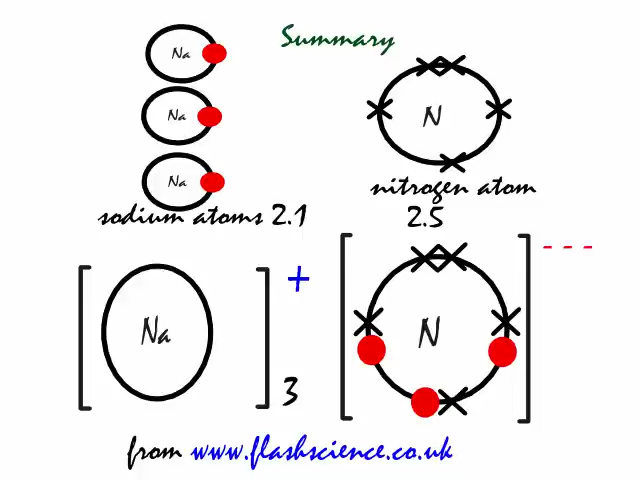 Summary
Na
Na
Na
N
sodium atoms 2.1
nitrogen atom
2.5
Na
+
3
N
- - -
from www.flashscience.co.uk